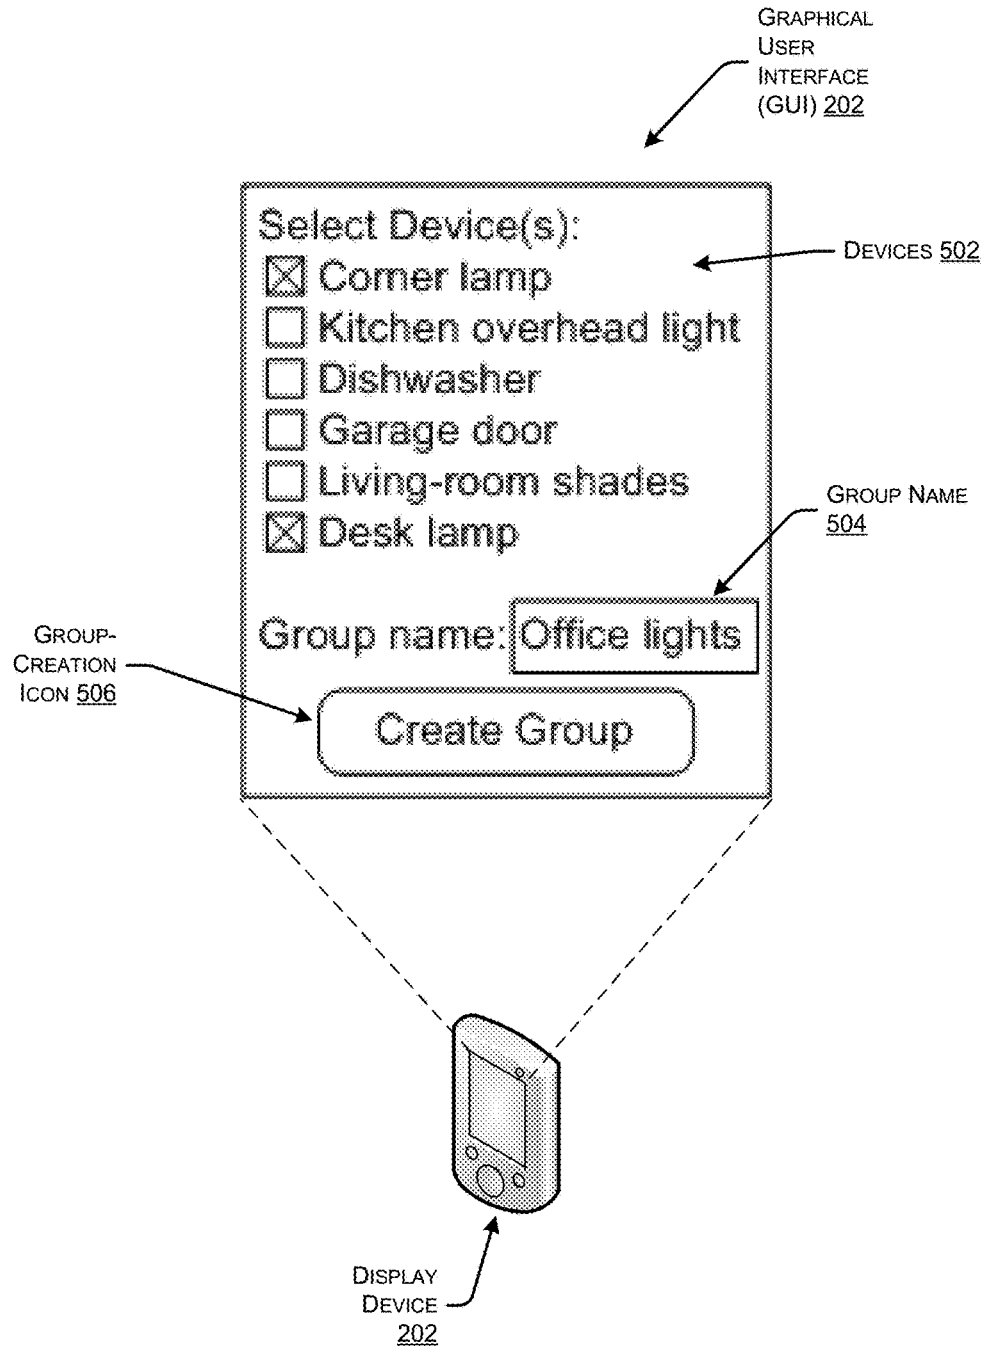 GRAPHICAL
USER
INTERFACE
(GUI) 202
Select Device(s):
DEVICES 502
Corner lamp
Kitchen overhead light
Dishwasher
Garage door
Living-room shades
Desk lamp
GROUP NAME
504
Group name: Office lights
GROUP-
CREATION
ICON 506
Create Group
DISPLAY
DEVICE
202